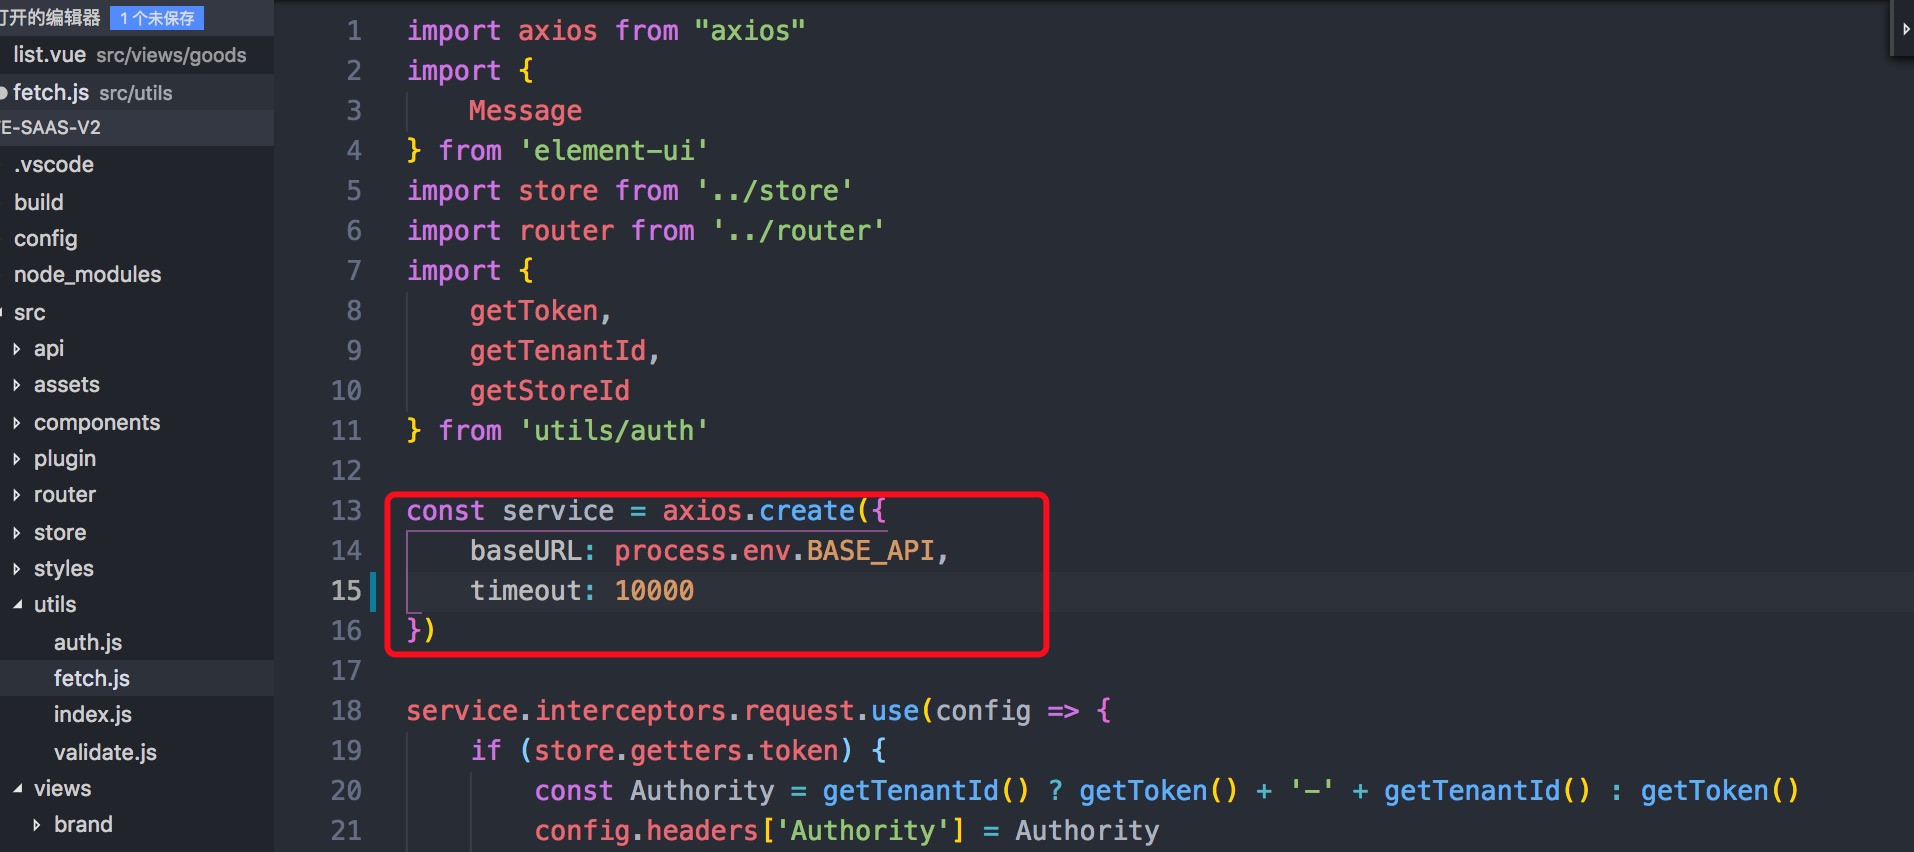 打开的编辑器 1 个未保存
list.vue src/views/goods
fetch.js src/utils
E-SAAS-V2
.vscode
build
config
node_modules
src
api
assets
components
plugin
router
store
styles
utils
auth.js
fetch.js
index.js
validate.js
views
brand
1 import axios from "axios"
2 import {
3 Message
4 } from 'element-ui'
5 import store from '../store'
6 import router from '../router'
7 import {
8 getToken,
9 getTenantId,
10 getStoreId
11 } from 'utils/auth'
12
13 const service = axios.create({
14 baseURL: process.env.BASE_API,
15 timeout: 10000
16 })
17
18 service.interceptors.request.use(config => {
19 if (store.getters.token) {
20 const Authority = getTenantId() ? getToken() + '-' + getTenantId() : getToken()
21 config.headers['Authority'] = Authority